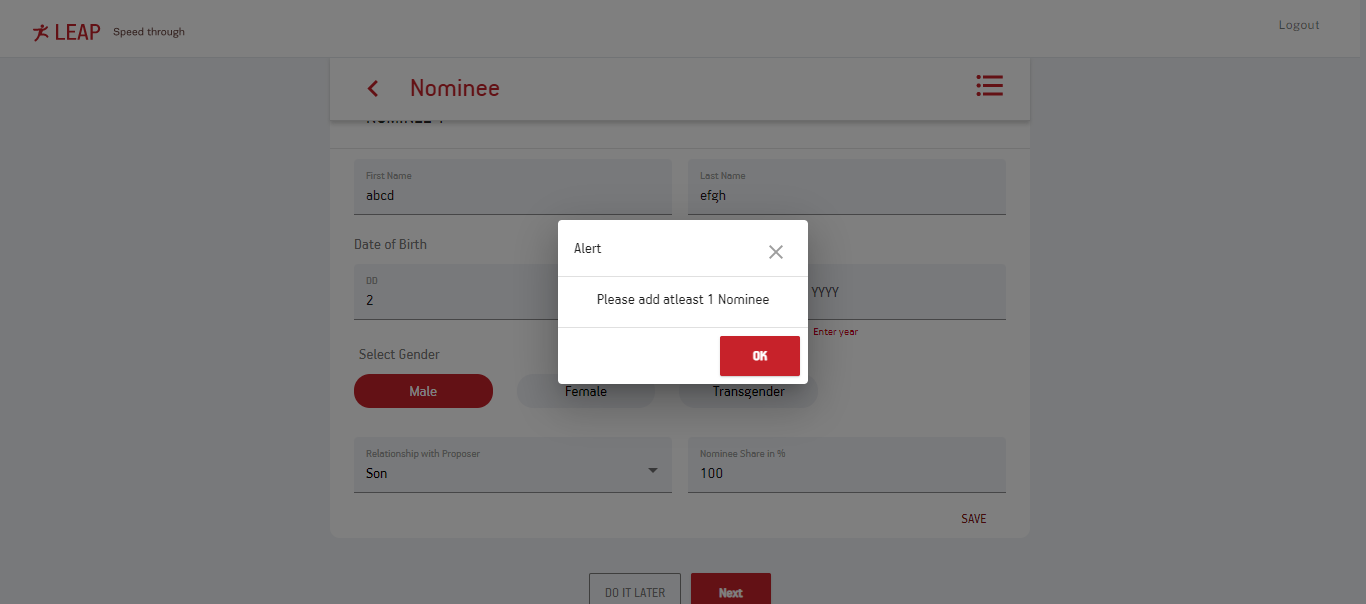 LEAP Speed through
Logout
Nominee
First Name
Last Name
abcd
efgh
Date of Birth
DD
2
YYYY
Enter year
Alert
Please add atleast 1 Nominee
OK
Select Gender
Male
Female
Transgender
Relationship with Proposer
Nominee Share in %
Son
100
SAVE
DO IT LATER
Next